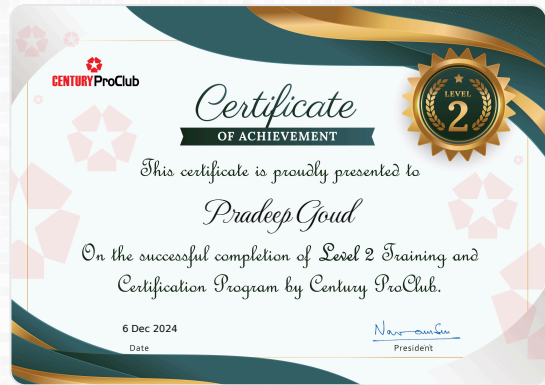 CENTURY ProClub
Certificate
OF ACHIEVEMENT
LEVEL
2
This certificate is proudly presented to
Pradeep Goud
On the successful completion of Level 2 Training and
Certification Program by Century ProClub.
6 Dec 2024
Date
President